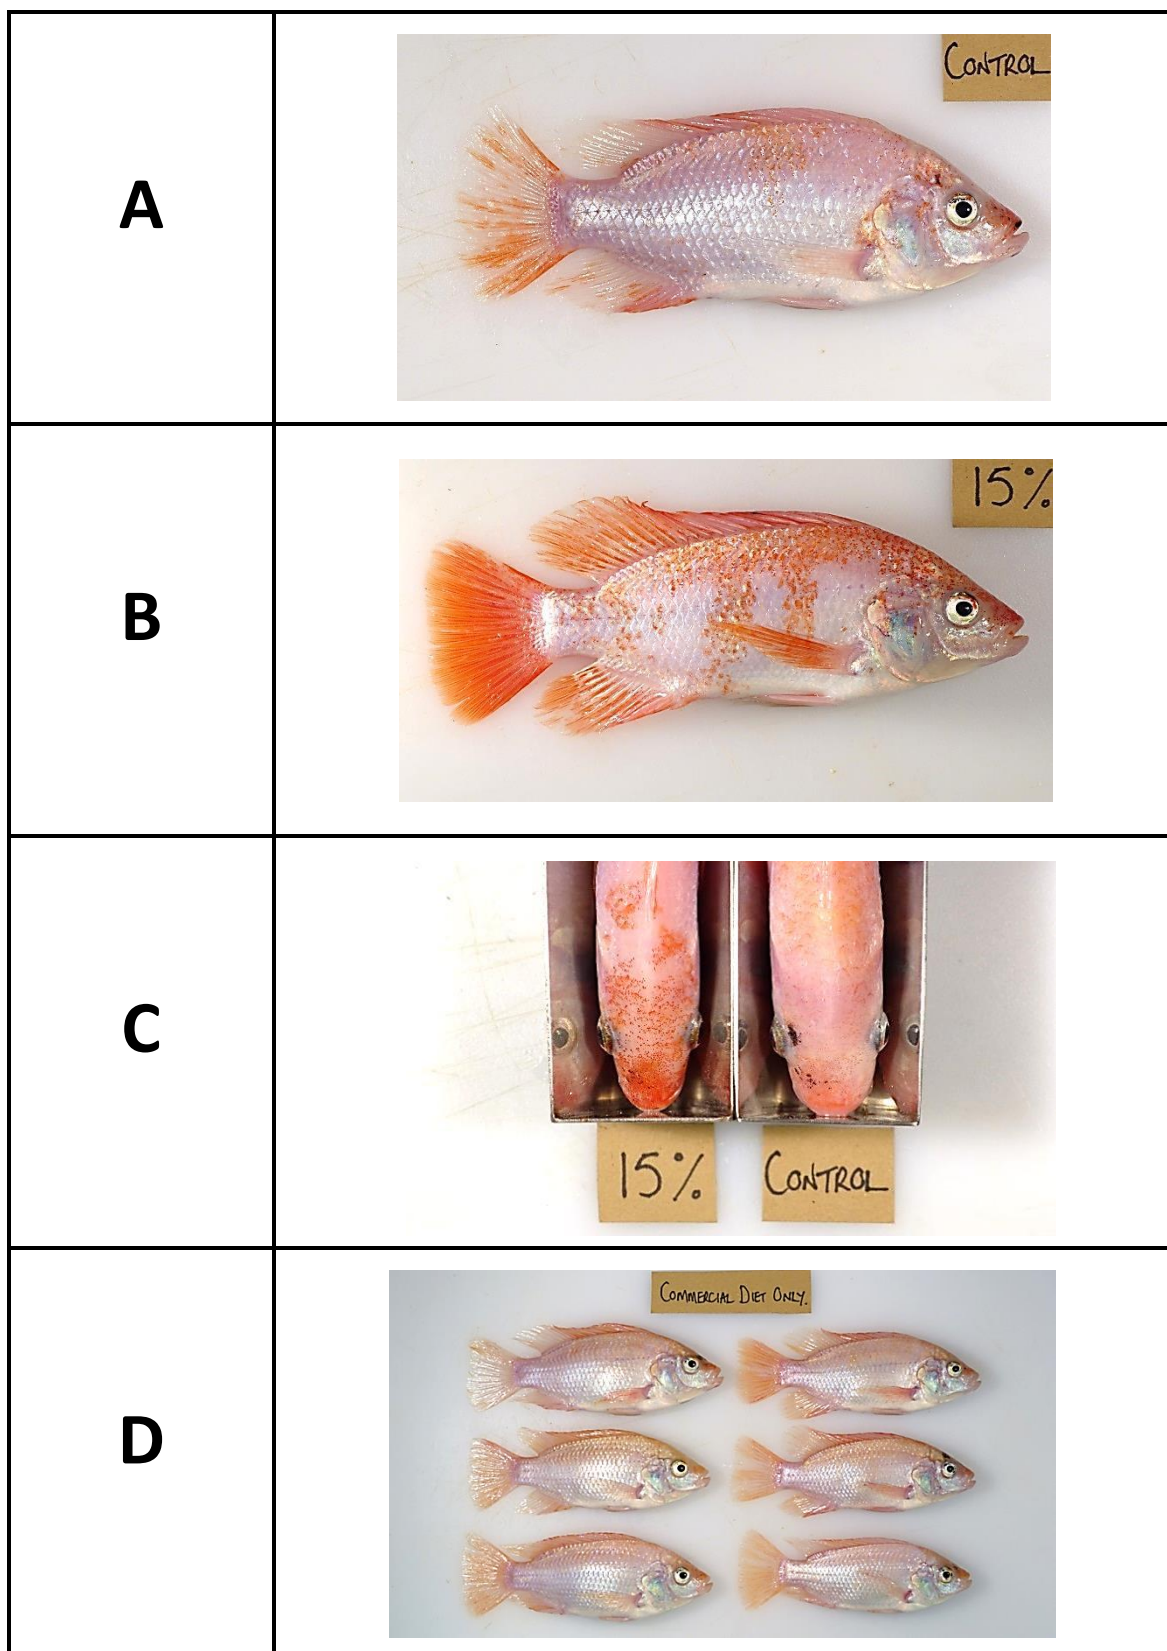 A
CONTROL
B
15%
C
15%
CONTROL
D
COMMERCIAL DIET ONLY.